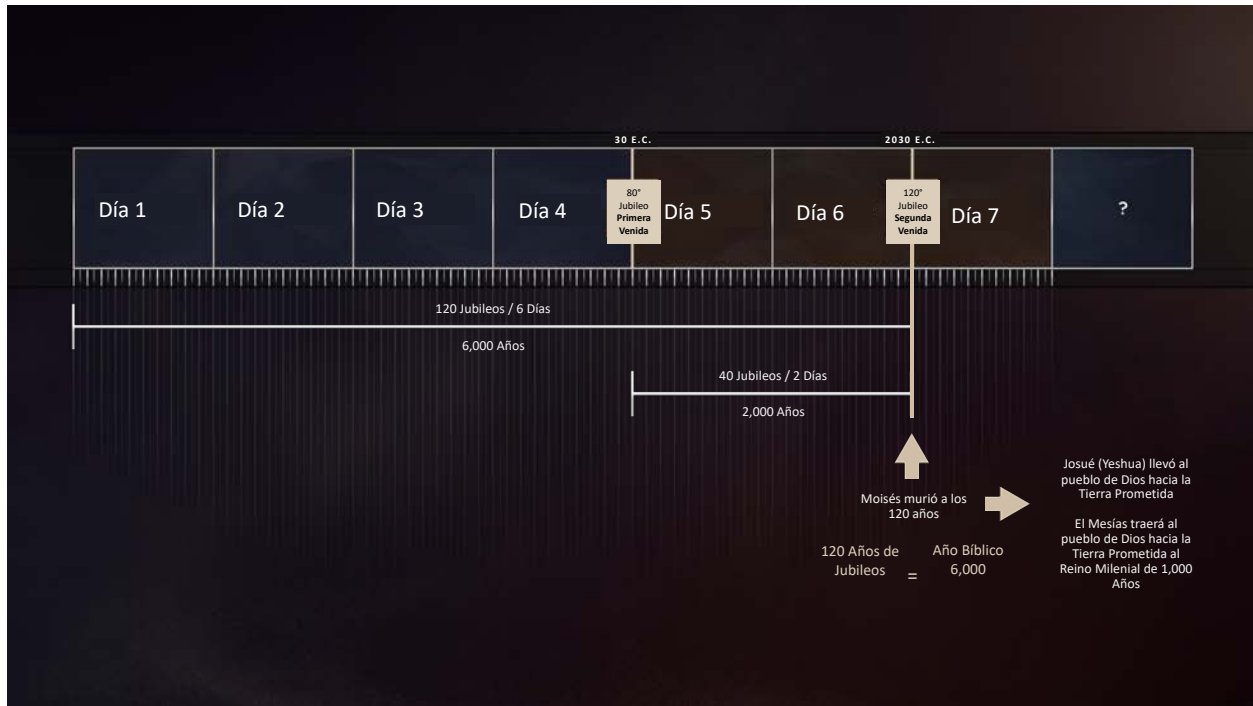 30 E.C.
2030 E.C.
Día 1
Día 2
Día 3
Día 4
80°
Jubileo
Primera
Venida
Día 5
Día 6
120°
Jubileo
Segunda
Venida
Día 7
?
120 Jubileos / 6 Días
6,000 Años
40 Jubileos / 2 Días
2,000 Años
Moisés murió a los
120 años
120 Años de
Jubileos
=
Año Bíblico
6,000
Josué (Yeshua) llevó al
pueblo de Dios hacia la
Tierra Prometida
El Mesías traerá al
pueblo de Dios hacia la
Tierra Prometida al
Reino Milenial de 1,000
Años